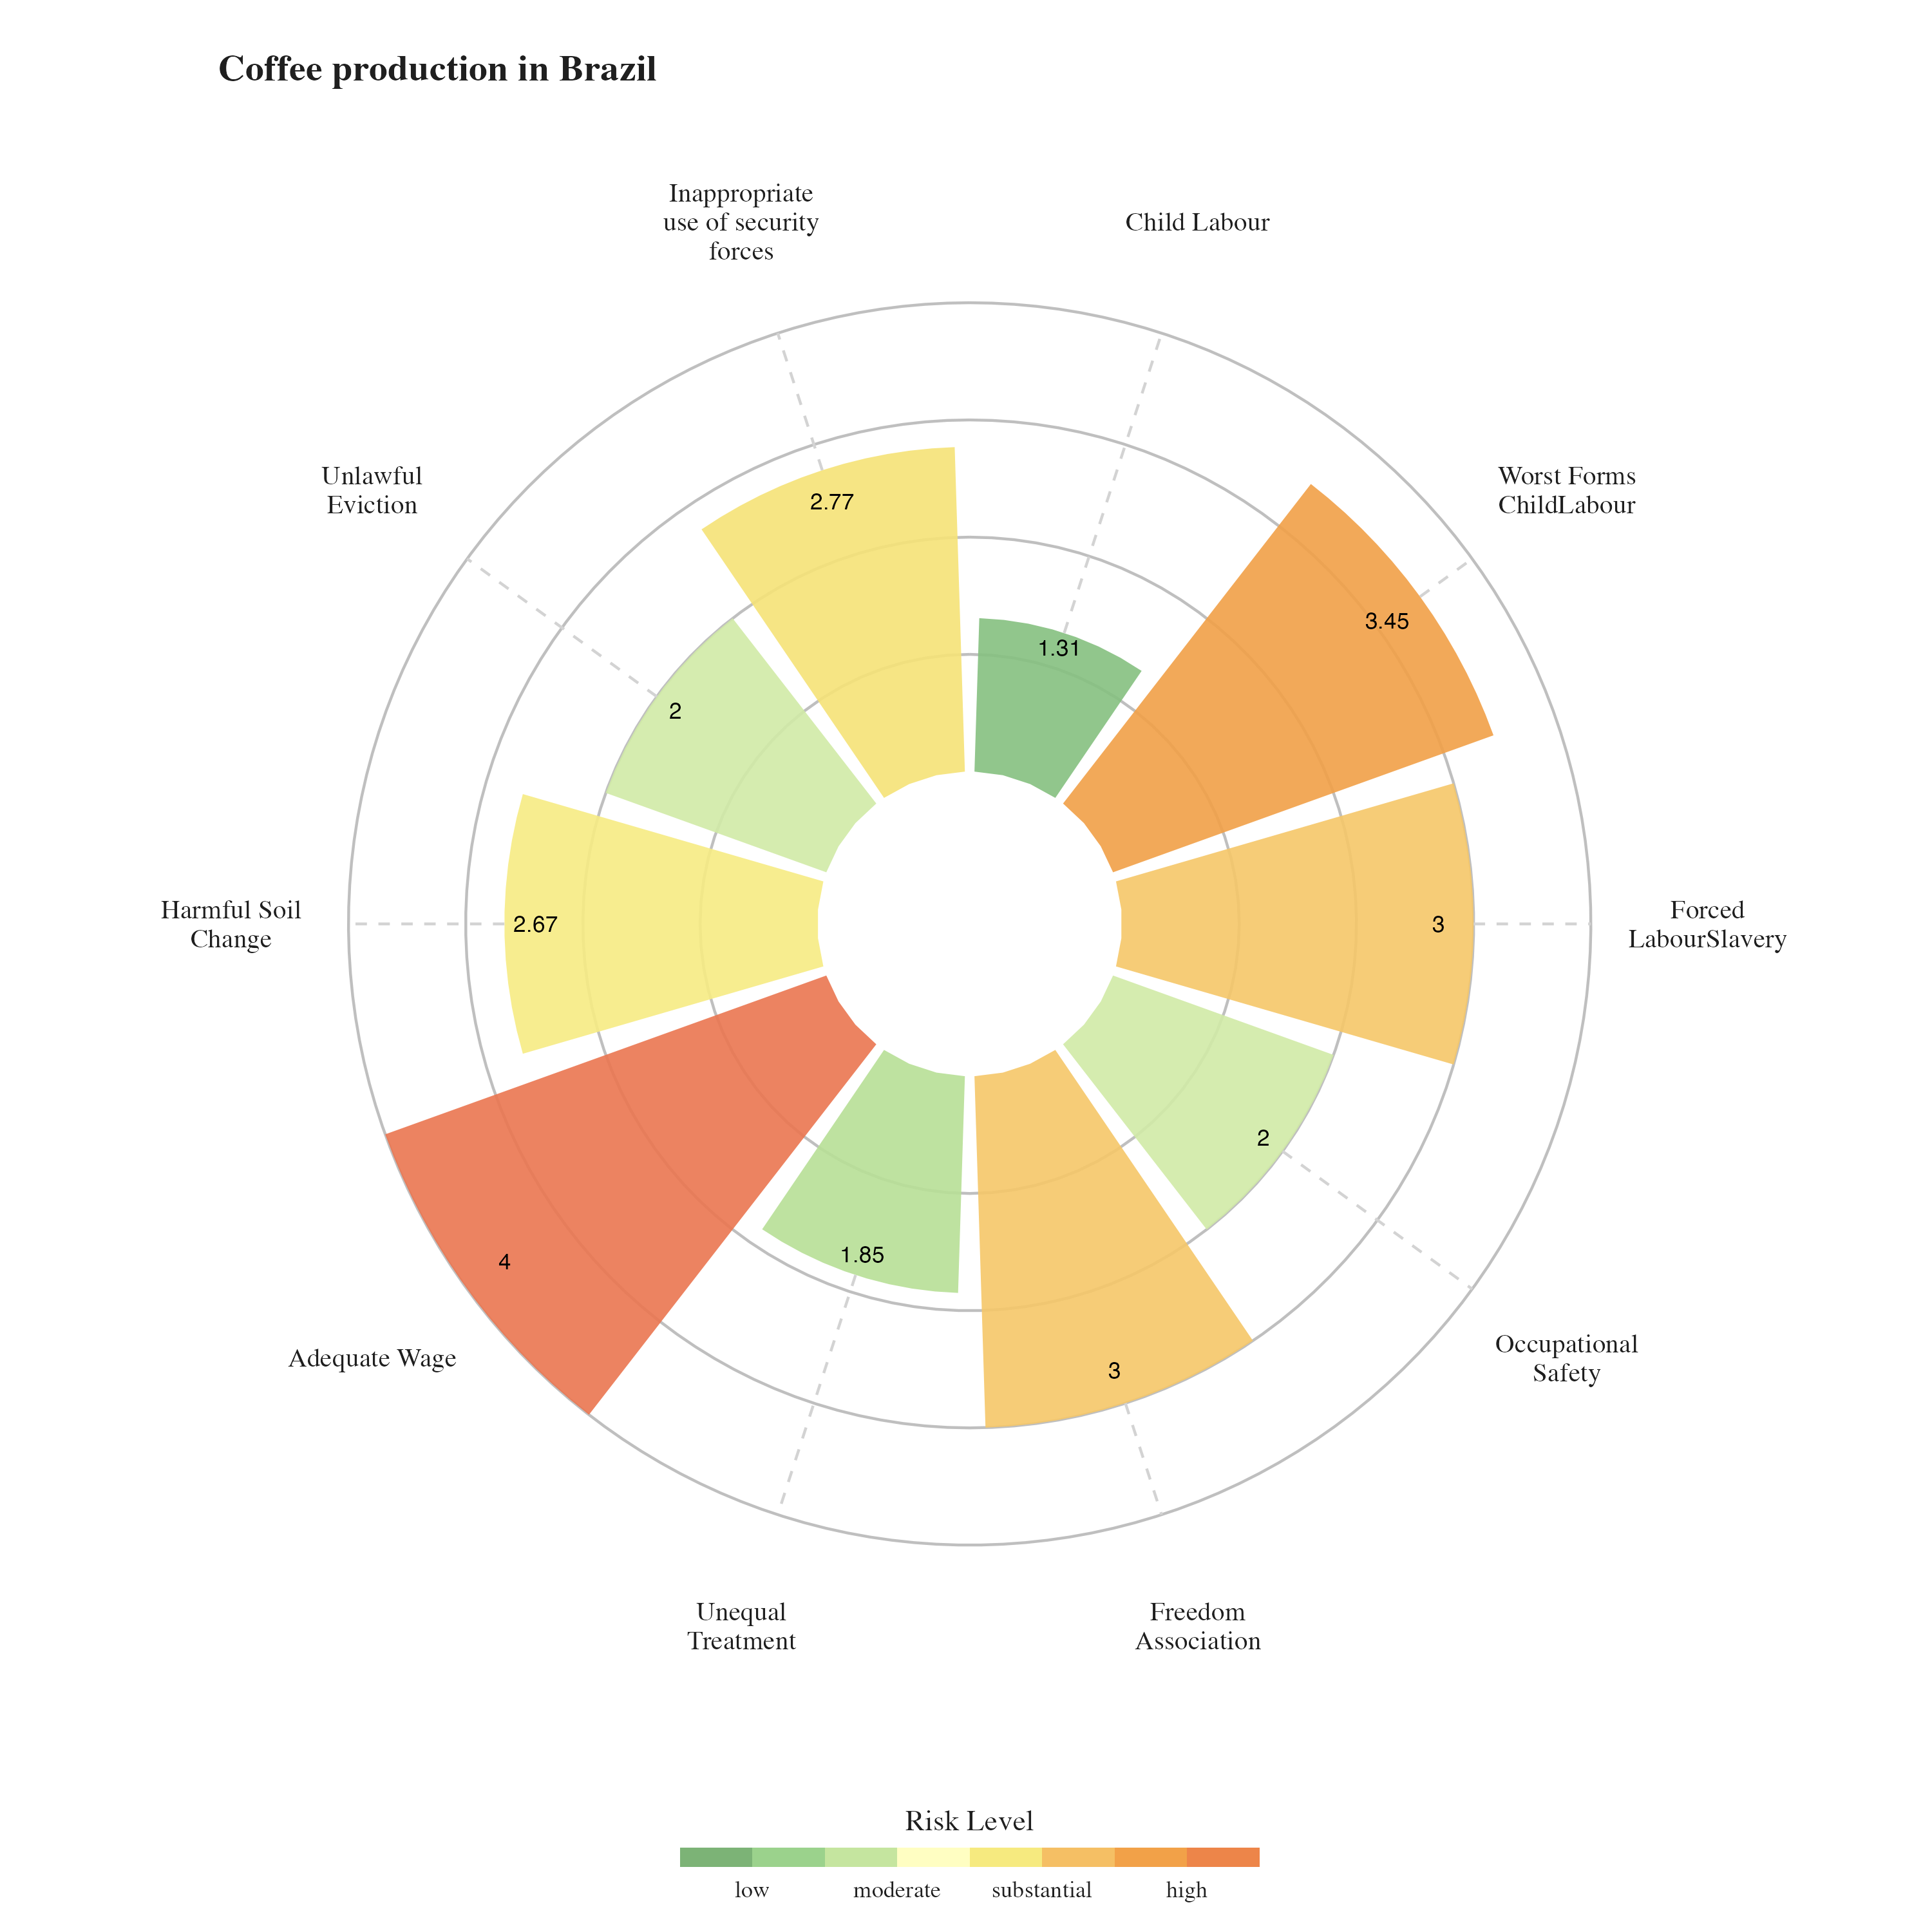 Coffee production in Brazil
Inappropriate
use of security
forces
Child Labour
Unlawful
Eviction
Worst Forms
ChildLabour
2.77
1.31
3.45
2
Harmful Soil
Change
2.67
3
Forced
LabourSlavery
2
4
1.85
3
Adequate Wage
Occupational
Safety
Unequal
Treatment
Freedom
Association
Risk Level
low moderate substantial high